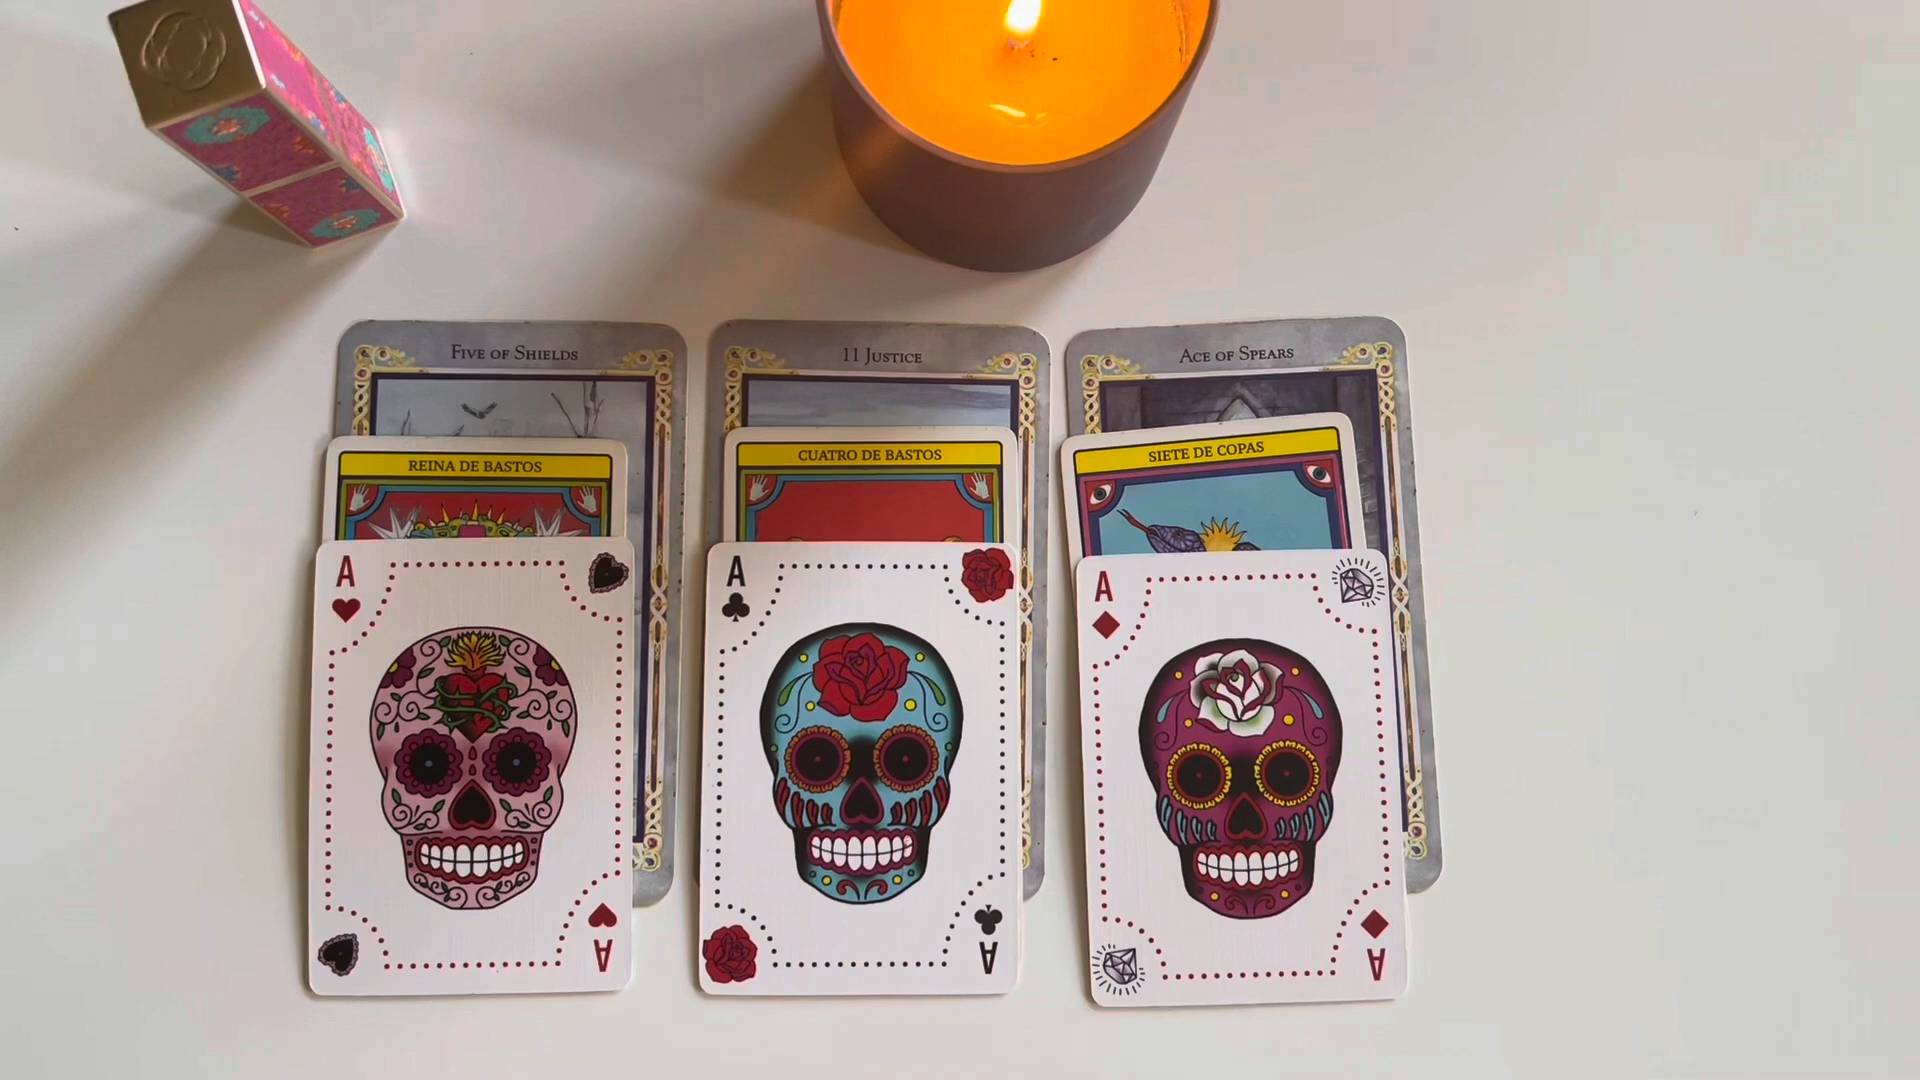 FIVE OF SHIELDS
11 JUSTICE
ACE OF SPEARS
REINA DE BASTOS
CUATRO DE BASTOS
SIETE DE COPAS
A
A
A
A
A
A